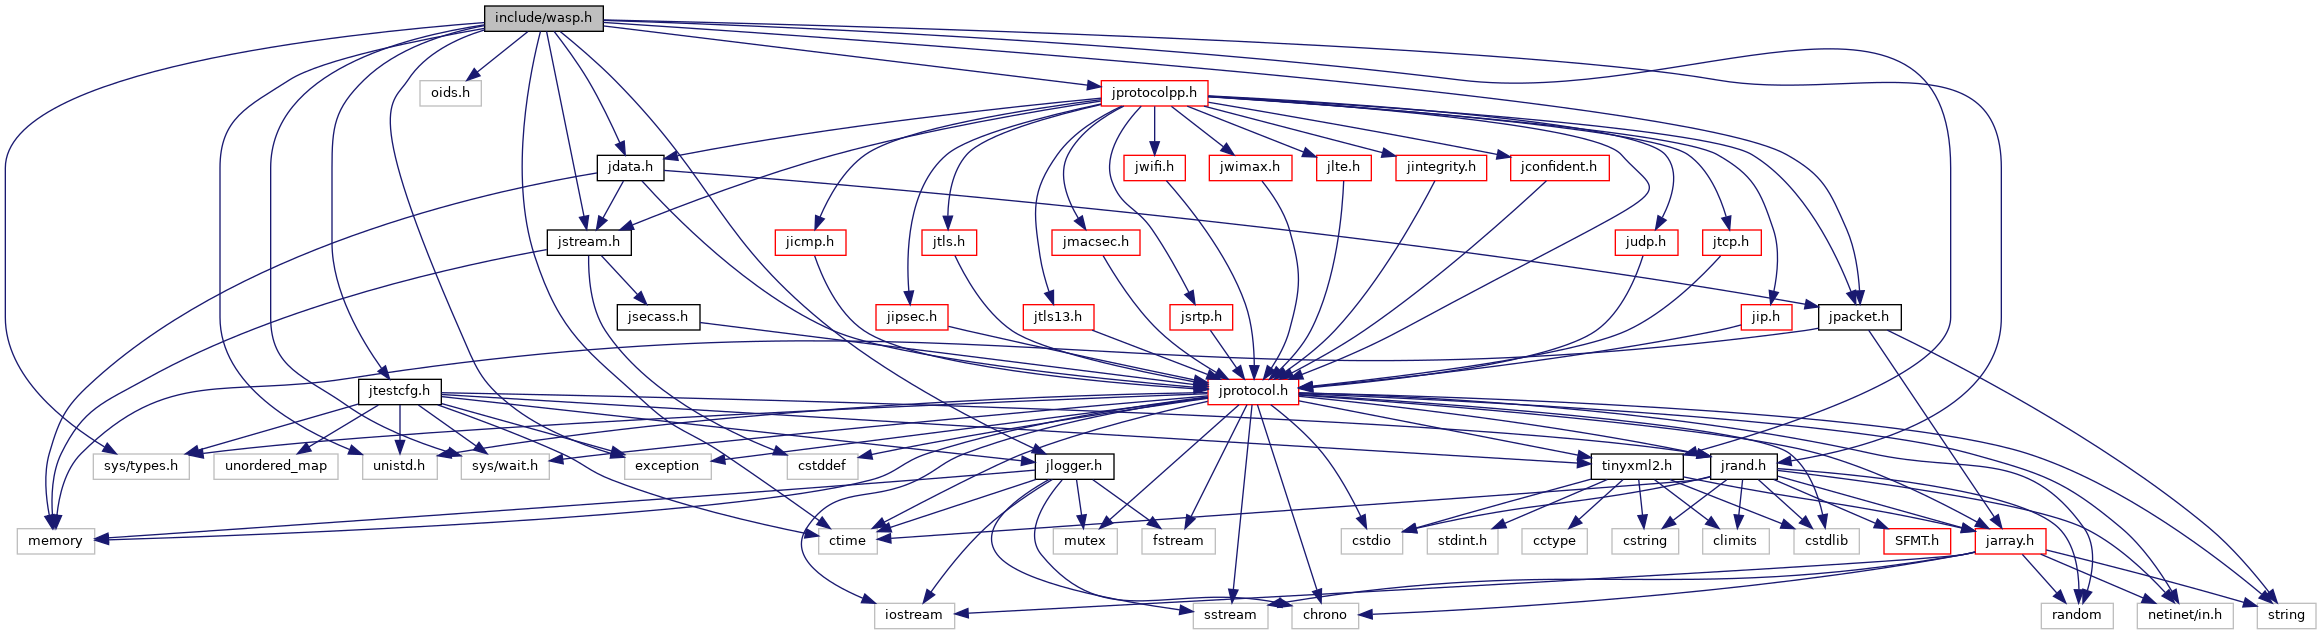 include/wasp.h
oids.h
jprotocolpp.h
jdata.h
jwifi.h
jwimax.h
jlte.h
jintegrity.h
jconfident.h
jstream.h
jicmp.h
jtls.h
jmacsec.h
judp.h
jtcp.h
jsecass.h
jipsec.h
jtls13.h
jsrtp.h
jip.h
jpacket.h
jtestcfg.h
jprotocol.h
sys/types.h
unordered_map
unistd.h
sys/wait.h
exception
cstddef
jlogger.h
tinyxml2.h
jrand.h
memory
ctime
mutex
fstream
cstdio
stdint.h
cctype
cstring
climits
cstdlib
SFMT.h
jarray.h
iostream
sstream
chrono
random
netinet/in.h
string